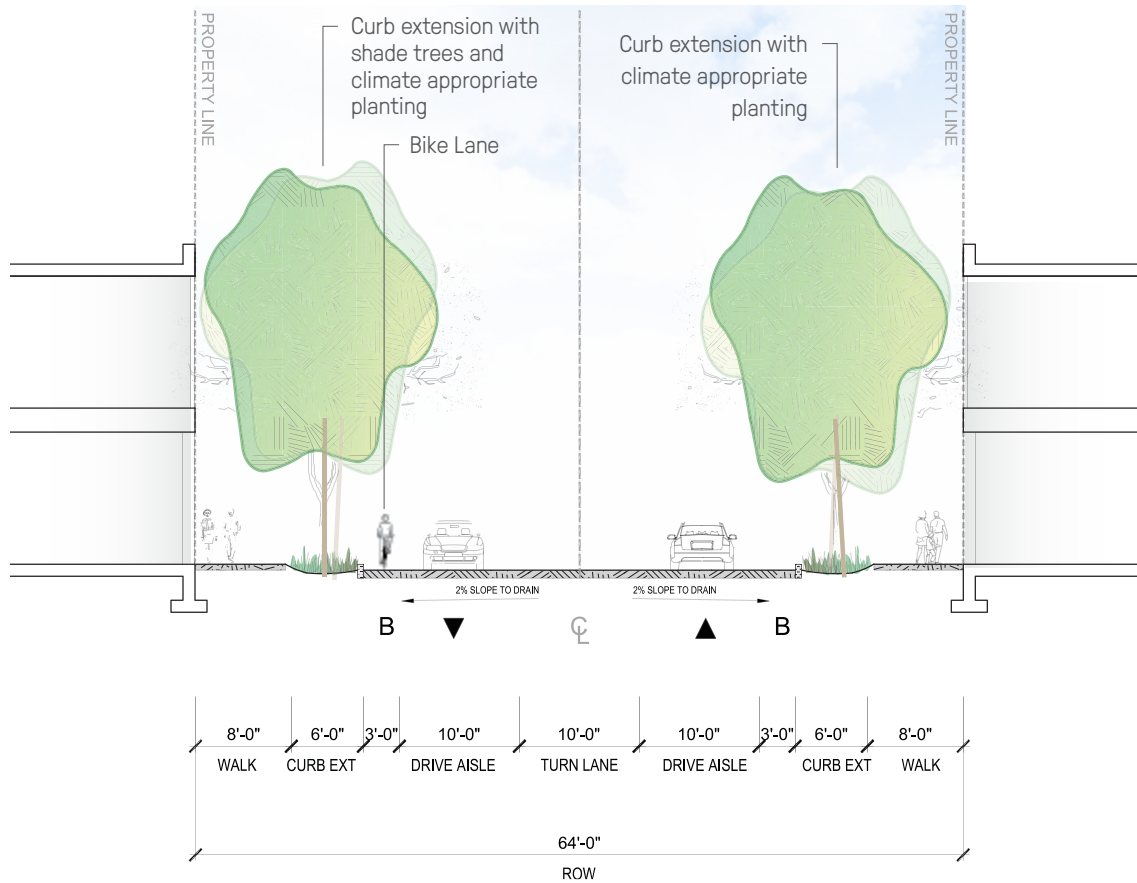 PROPERTY LINE
Curb extension with
shade trees and
climate appropriate
planting
Bike Lane
Curb extension with
climate appropriate
planting
PROPERTY LINE
2% SLOPE TO DRAIN
2% SLOPE TO DRAIN
B
℄
B
8'-0"
6'-0"
3'-0"
10'-0"
10'-0"
10'-0"
3'-0"
6'-0"
8'-0"
WALK
CURB EXT
DRIVE AISLE
TURN LANE
DRIVE AISLE
CURB EXT
WALK
64'-0"
ROW